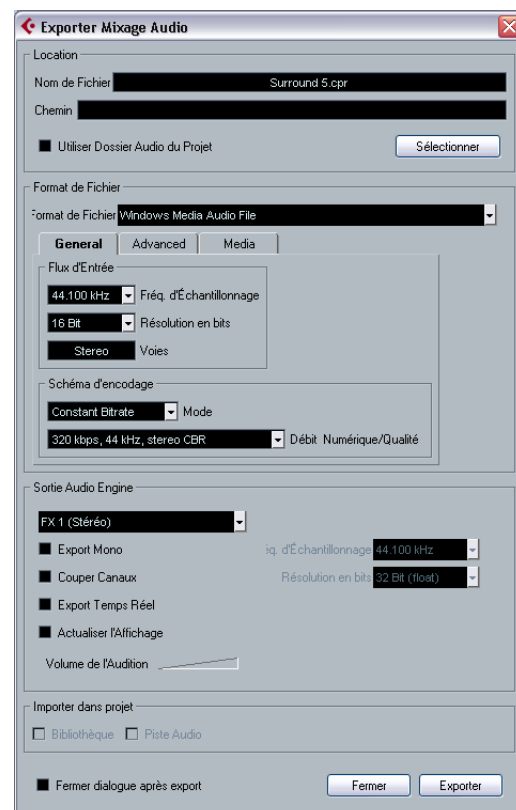 Exporter Mixage Audio
Location
Nom de Fichier Surround 5.cpr
Chemin
Utiliser Dossier Audio du Projet Sélectionner
Format de Fichier
Format de Fichier Windows Media Audio File
General Advanced Media
Flux d'Entrée
44.100 kHz Fréq. d'Échantillonnage
16 Bit Résolution en bits
Stereo Voies
Schéma d'encodage
Constant Bitrate Mode
320 kbps, 44 kHz, stereo CBR Débit Numérique/Qualité
Sortie Audio Engine
FX 1 (Stéréo)
Export Mono iq. d'Échantillonnage 44.100 kHz
Couper Canaux Résolution en bits 32 Bit (float)
Export Temps Réel
Actualiser l'Affichage
Volume de l'Audition
Importer dans projet
Bibliothèque Piste Audio
Fermer dialogue après export Fermer Exporter